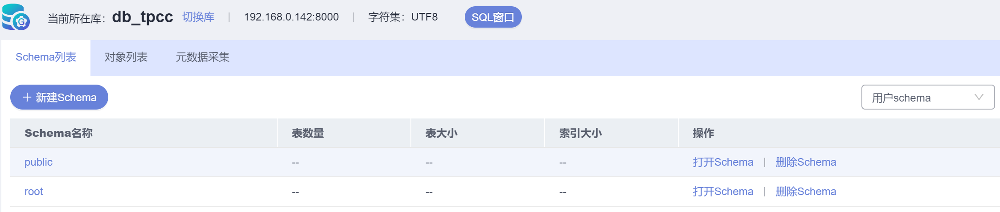 当前所在库： db_tpcc 切换库 | 192.168.0.142:8000 | 字符集：UTF8 SQL窗口
Schema列表 对象列表 元数据采集
+ 新建Schema 用户schema
Schema名称 表数量 表大小 索引大小 操作
public -- -- -- 打开Schema | 删除Schema
root -- -- -- 打开Schema | 删除Schema